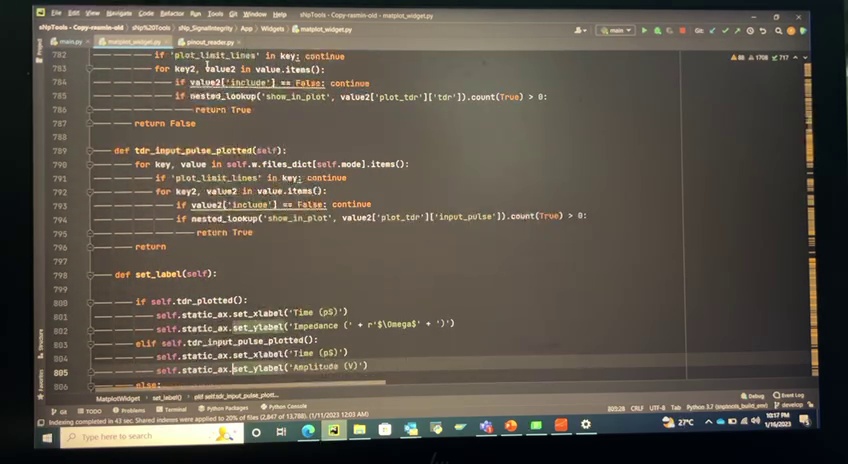 File Edit View Navigate Code Refactor Run Tools Git Window Help
sNpTools - Copy-rasmin-old - matplot_widget.py
sNpTools - Copy-rasmin-old sNp%20Tools sNp_SignalIntegrity App Widgets matplot_widget.py
main
Git:
main.py matplot_widget.py pinout_reader.py
Project
88 1708 717
782 if 'plot_limit_lines' in key: continue
783 for key2, value2 in value.items():
784 if value2['include'] == False: continue
785 if nested_lookup('show_in_plot', value2['plot_tdr']['tdr']).count(True) > 0:
786 return True
787 return False
788
789 def tdr_input_pulse_plotted(self):
790 for key, value in self.w.files_dict[self.mode].items():
791 if 'plot_limit_lines' in key: continue
792 for key2, value2 in value.items():
793 if value2['include'] == False: continue
794 if nested_lookup('show_in_plot', value2['plot_tdr']['input_pulse']).count(True) > 0:
795 return True
796 return
797
798 def set_label(self):
799
800 if self.tdr_plotted():
801 self.static_ax.set_xlabel('Time (pS)')
802 self.static_ax.set_ylabel('Impedance (' + r'$\Omega$' + ')')
803 elif self.tdr_input_pulse_plotted():
804 self.static_ax.set_xlabel('Time (pS)')
805 self.static_ax.set_ylabel('Amplitude (V)')
806 else:
Structure
Favorites
MatplotWidget set_label() elif self.tdr_input_pulse_plott...
Git TODO Problems Terminal Python Packages Python Console
Debug Event Log
Indexing completed in 43 sec. Shared indexes were applied to 20% of files (2,847 of 13,788). (1/11/2023 12:03 AM)
805:28 CRLF UTF-8 Tab Python 3.7 (snptools_build_env) develop
Type here to search
27°C
10:17 PM
1/16/2023